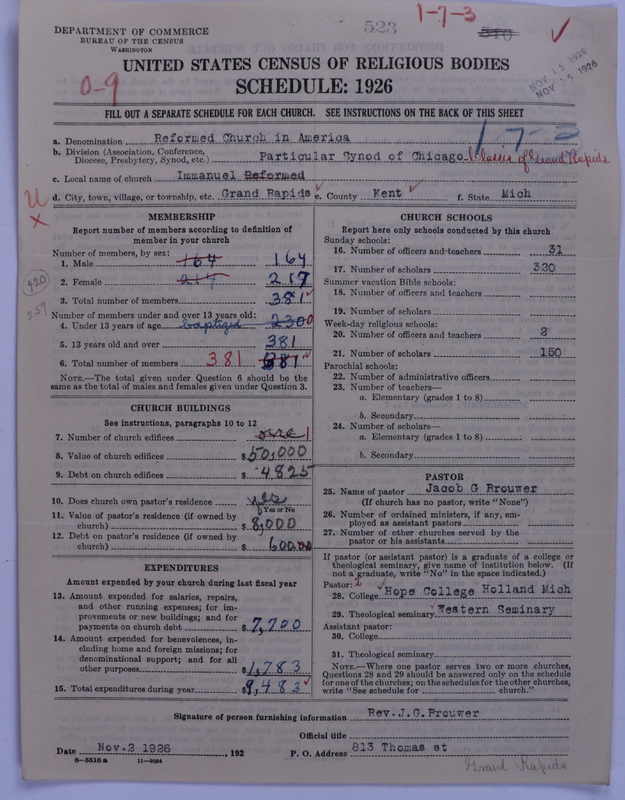 DEPARTMENT OF COMMERCE
BUREAU OF THE CENSUS
WASHINGTON
523
1-7-3
510
NOV 15 1926
NOV 15 1926
0-9
UNITED STATES CENSUS OF RELIGIOUS BODIES
SCHEDULE: 1926
FILL OUT A SEPARATE SCHEDULE FOR EACH CHURCH. SEE INSTRUCTIONS ON THE BACK OF THIS SHEET
1-7-3
a. Denomination Reformed Church in America
b. Division (Association, Conference, Diocese, Presbytery, Synod, etc.) Particular Synod of Chicago- Classis of Grand Rapids
c. Local name of church Immanuel Reformed
d. City, town, village, or township, etc. Grand Rapids e. County Kent f. State Mich
U
X
420
259
MEMBERSHIP
Report number of members according to definition of
member in your church
Number of members, by sex:
1. Male 164 164
2. Female 217 217
3. Total number of members 381
Number of members under and over 13 years old:
4. Under 13 years of age baptized 230 0
5. 13 years old and over 381
6. Total number of members 381 381
NOTE.—The total given under Question 6 should be the
same as the total of males and females given under Question 3.
CHURCH BUILDINGS
See instructions, paragraphs 10 to 12
7. Number of church edifices one 1
8. Value of church edifices $50,000
9. Debt on church edifices $ 4825
10. Does church own pastor's residence yes
Yes or No
11. Value of pastor's residence (if owned by
church) $8,000
12. Debt on pastor's residence (if owned by
church) $ 6000
EXPENDITURES
Amount expended by your church during last fiscal year
13. Amount expended for salaries, repairs,
and other running expenses; for im-
provements or new buildings; and for
payments on church debt $7,700
14. Amount expended for benevolences, in-
cluding home and foreign missions; for
denominational support; and for all
other purposes $1,783
15. Total expenditures during year $9,483
CHURCH SCHOOLS
Report here only schools conducted by this church
Sunday schools:
16. Number of officers and teachers 31
17. Number of scholars 320
Summer vacation Bible schools:
18. Number of officers and teachers
19. Number of scholars
Week-day religious schools:
20. Number of officers and teachers 2
21. Number of scholars 150
Parochial schools:
22. Number of administrative officers
23. Number of teachers—
a. Elementary (grades 1 to 8)
b. Secondary
24. Number of scholars—
a. Elementary (grades 1 to 8)
b. Secondary
PASTOR
25. Name of pastor Jacob G Brouwer
(If church has no pastor, write "None")
26. Number of ordained ministers, if any, em-
ployed as assistant pastors
27. Number of other churches served by the
pastor or his assistants
If pastor (or assistant pastor) is a graduate of a college or
theological seminary, give name of institution below. (If
not a graduate, write "No" in the space indicated.)
Pastor: 2
28. College Hope College Holland Mich
29. Theological seminary Western Seminary
Assistant pastor:
30. College
31. Theological seminary
NOTE.—Where one pastor serves two or more churches,
Questions 28 and 29 should be answered only on the schedule
for one of the churches; on the schedules for the other churches,
write "See schedule for church."
Signature of person furnishing information Rev. J.G. Brouwer
Official title
Date Nov. 2 1926, 192 P. O. Address 813 Thomas st
8-5518 a 11-9034
Grand Rapids